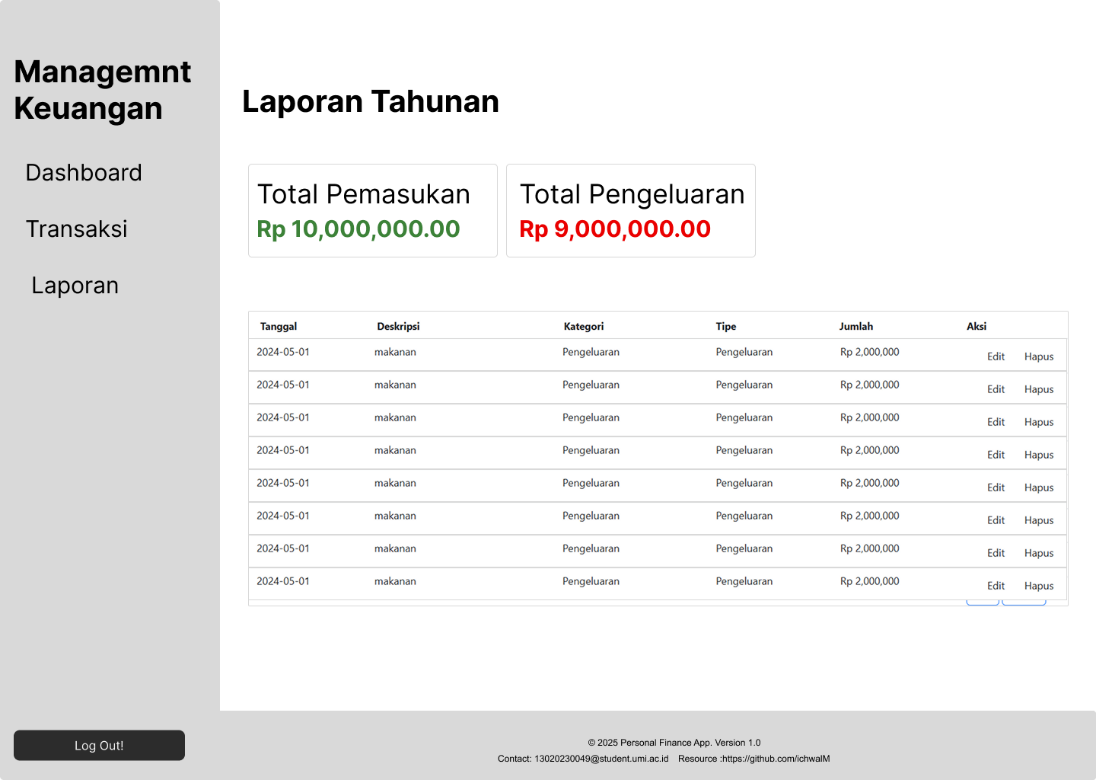 Managemnt
Keuangan
Dashboard
Transaksi
Laporan
Log Out!
Laporan Tahunan
Total Pemasukan
Rp 10,000,000.00
Total Pengeluaran
Rp 9,000,000.00
Tanggal Deskripsi Kategori Tipe Jumlah Aksi
2024-05-01 makanan Pengeluaran Pengeluaran Rp 2,000,000 Edit Hapus
2024-05-01 makanan Pengeluaran Pengeluaran Rp 2,000,000 Edit Hapus
2024-05-01 makanan Pengeluaran Pengeluaran Rp 2,000,000 Edit Hapus
2024-05-01 makanan Pengeluaran Pengeluaran Rp 2,000,000 Edit Hapus
2024-05-01 makanan Pengeluaran Pengeluaran Rp 2,000,000 Edit Hapus
2024-05-01 makanan Pengeluaran Pengeluaran Rp 2,000,000 Edit Hapus
2024-05-01 makanan Pengeluaran Pengeluaran Rp 2,000,000 Edit Hapus
2024-05-01 makanan Pengeluaran Pengeluaran Rp 2,000,000 Edit Hapus
© 2025 Personal Finance App. Version 1.0
Contact: 13020230049@student.umi.ac.id Resource :https://github.com/ichwalM